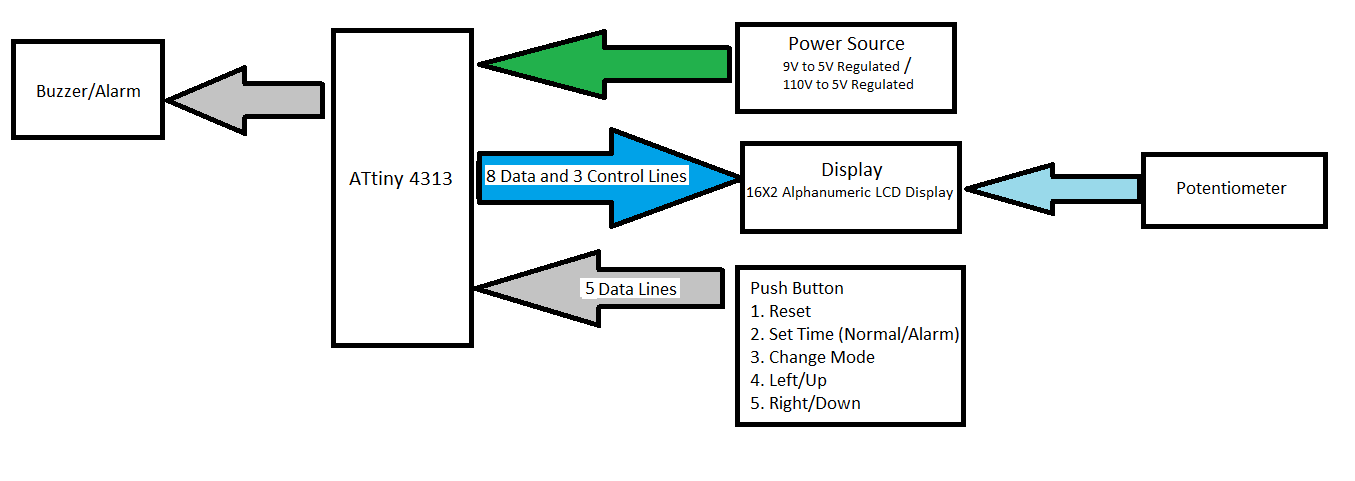 Buzzer/Alarm
ATtiny 4313
Power Source
9V to 5V Regulated /
110V to 5V Regulated
8 Data and 3 Control Lines
Display
16X2 Alphanumeric LCD Display
Potentiometer
5 Data Lines
Push Button
1. Reset
2. Set Time (Normal/Alarm)
3. Change Mode
4. Left/Up
5. Right/Down